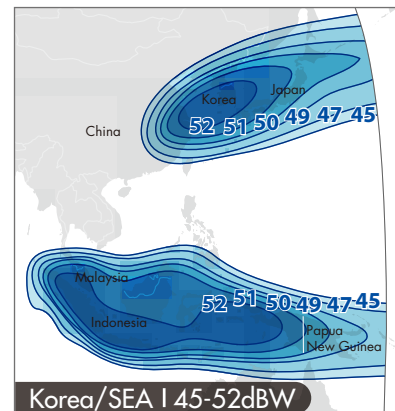 Korea
Japan
China
52 51 50 49 47 45
Malaysia
Indonesia
52 51 50 49 47 45
Papua
New Guinea
Korea/SEA I 45-52dBW